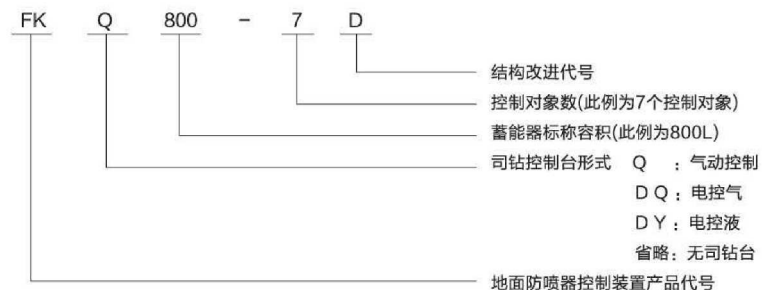 FK Q 800 - 7 D
结构改进代号
控制对象数(此例为7个控制对象)
蓄能器标称容积(此例为800L)
司钻控制台形式 Q ：气动控制
D Q：电控气
D Y：电控液
省略：无司钻台
地面防喷器控制装置产品代号